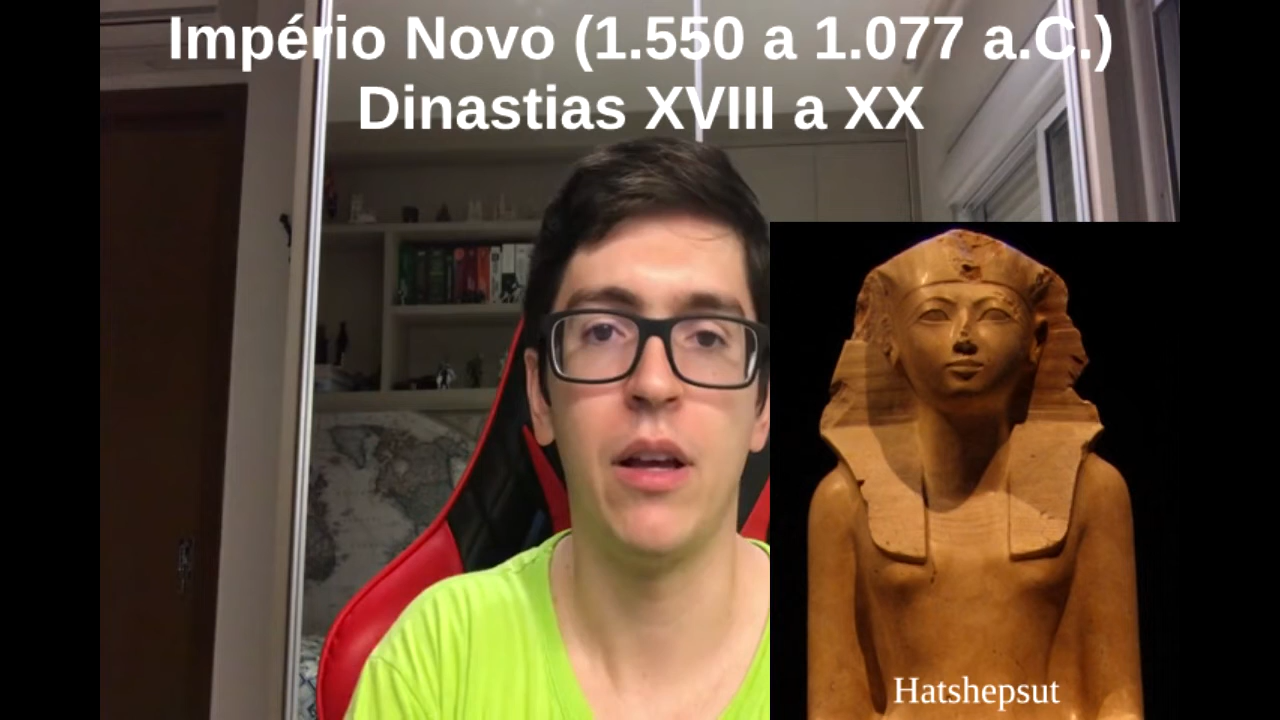 Império Novo (1.550 a 1.077 a.C.)
Dinastias XVIII a XX
Hatshepsut